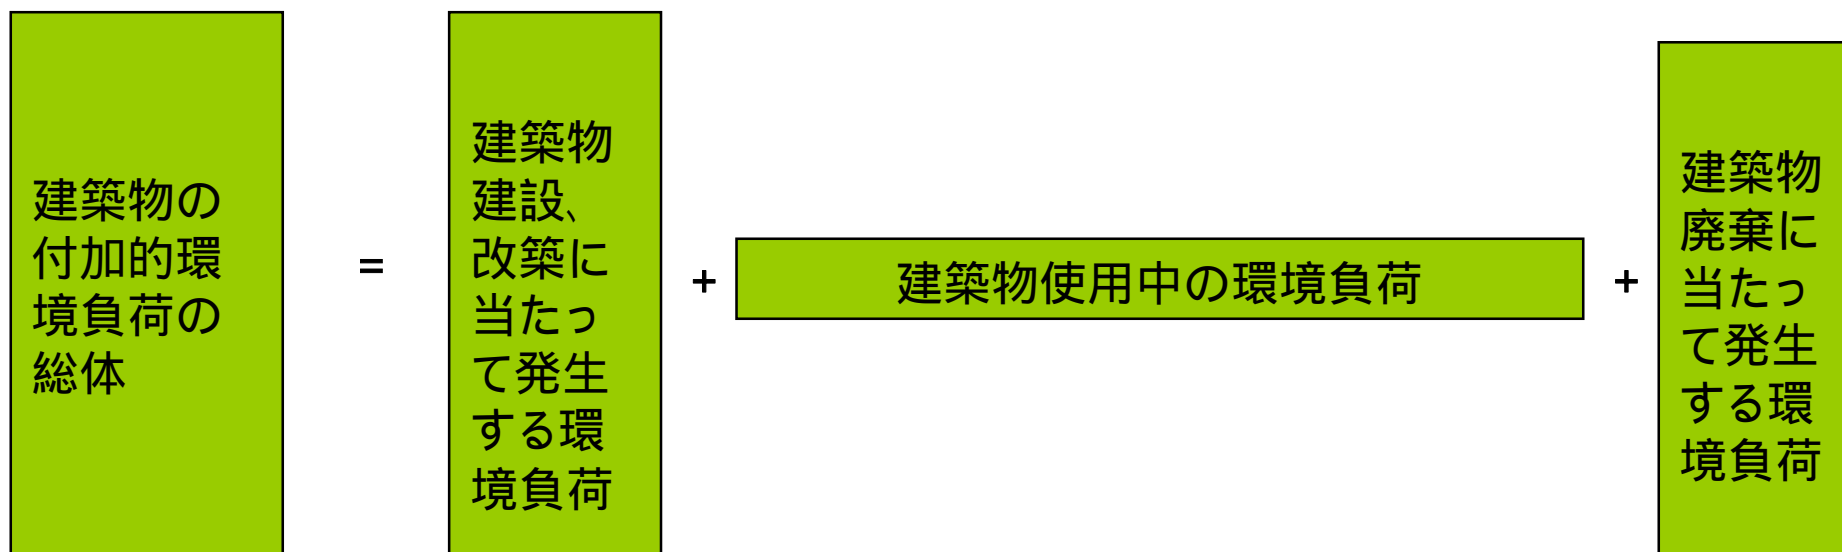 建築物の
付加的環
境負荷の
総体
=
建築物
建設、
改築に
当たっ
て発生
する環
境負荷
+
建築物使用中の環境負荷
+
建築物
廃棄に
当たっ
て発生
する環
境負荷